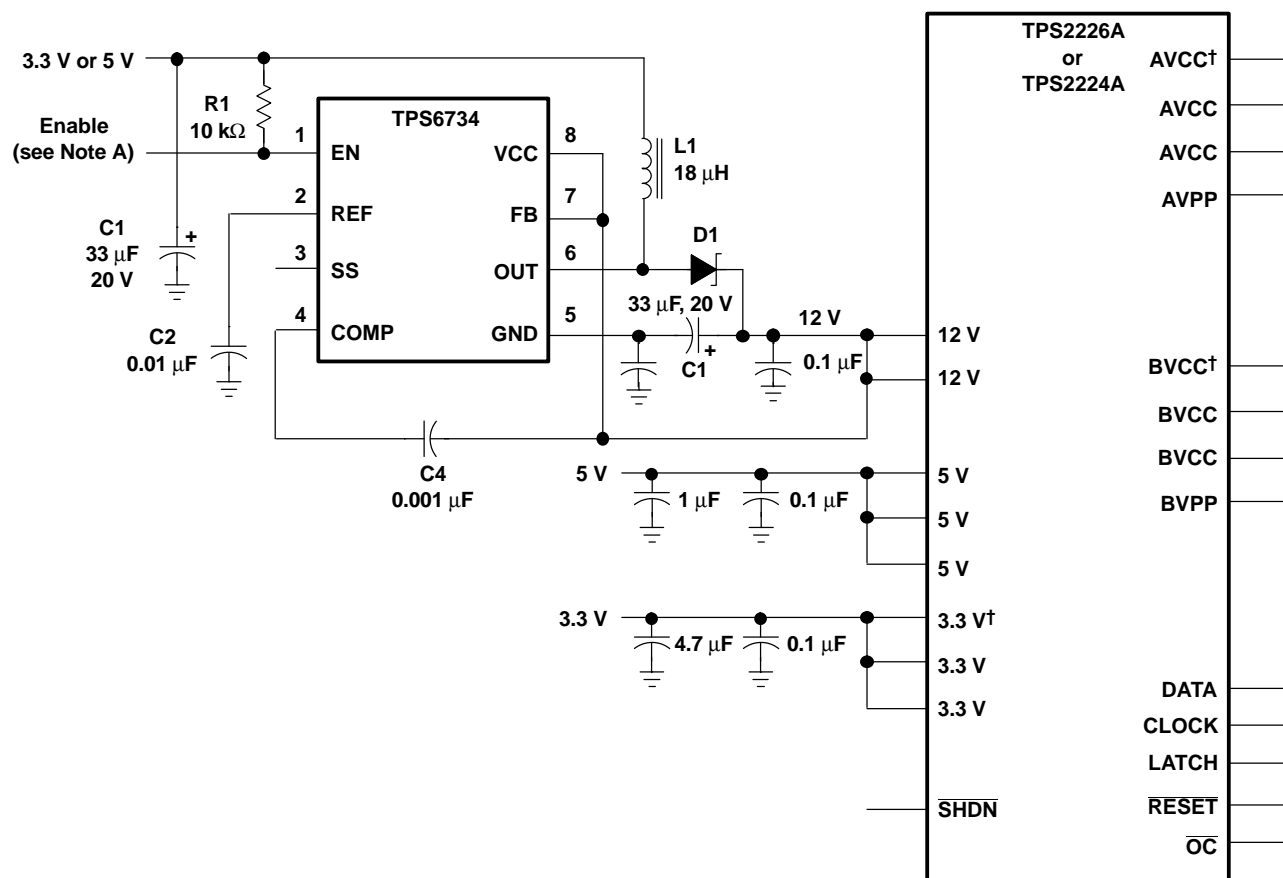 3.3 V or 5 V
Enable
(see Note A)
R1
10 kΩ
C1
33 μF
20 V
C2
0.01 μF
TPS6734
1
EN
2
REF
3
SS
4
COMP
8
VCC
7
FB
6
OUT
5
GND
L1
18 μH
D1
33 μF, 20 V
+
+
C1
12 V
0.1 μF
C4
0.001 μF
5 V
1 μF
0.1 μF
3.3 V
4.7 μF
0.1 μF
TPS2226A
or
TPS2224A
12 V
12 V
5 V
5 V
5 V
3.3 V†
3.3 V
3.3 V
SHDN
AVCC†
AVCC
AVCC
AVPP
BVCC†
BVCC
BVCC
BVPP
DATA
CLOCK
LATCH
RESET
OC